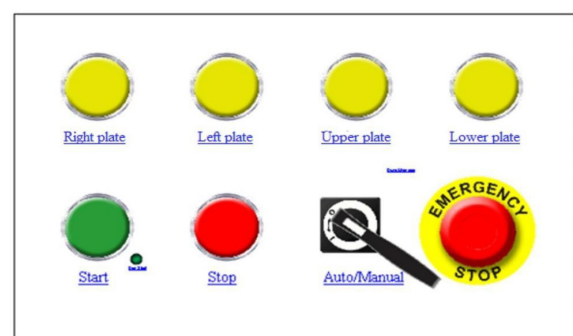 Right plate
Left plate
Upper plate
Lower plate
EMERGENCY
STOP
Start
Stop
Auto/Manual